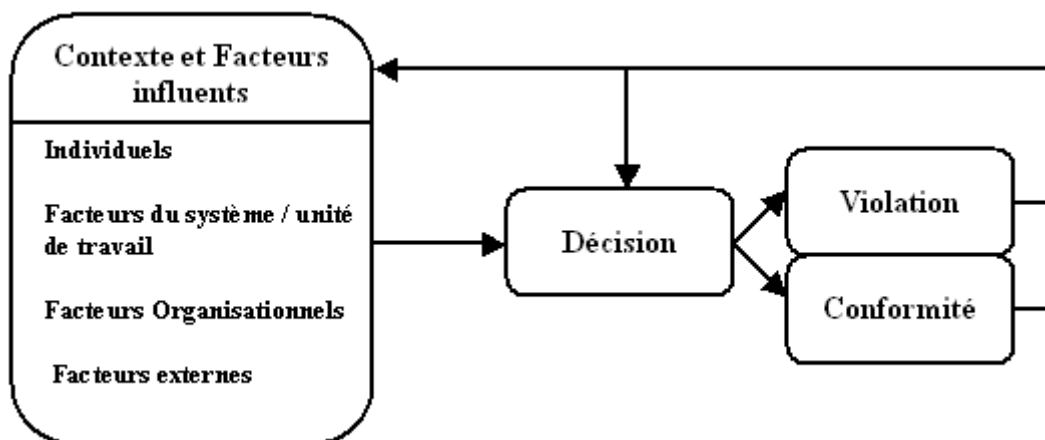 Contexte et Facteurs
influents
Individuels
Facteurs du système / unité
de travail
Facteurs Organisationnels
Facteurs externes
Décision
Violation
Conformité